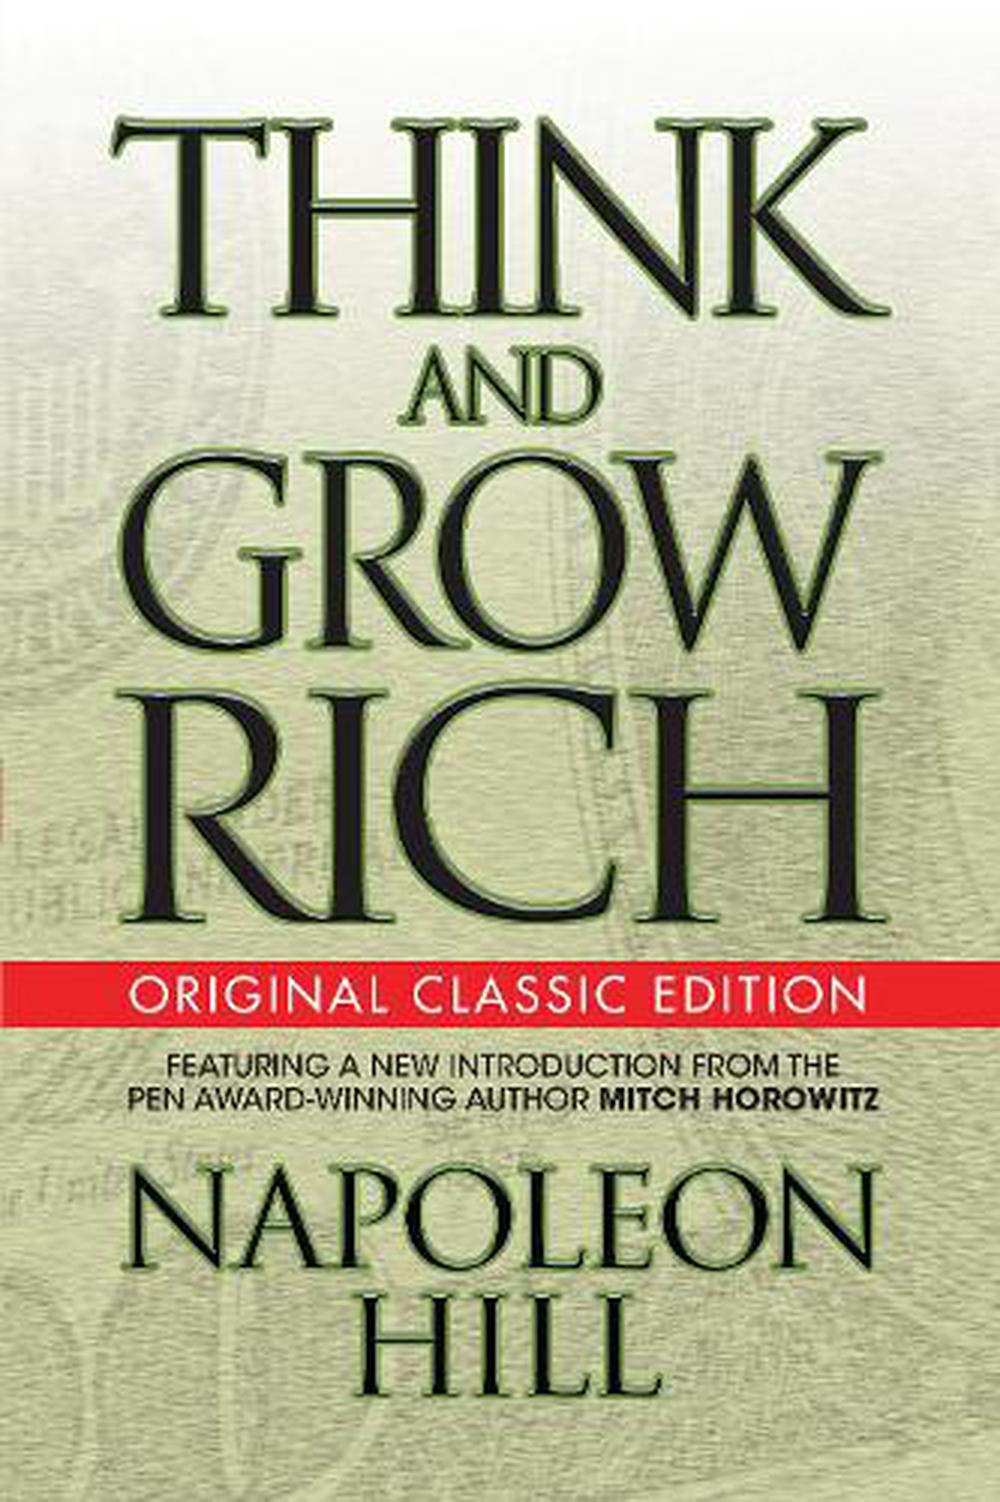 THINK
AND
GROW
RICH
ORIGINAL CLASSIC EDITION
FEATURING A NEW INTRODUCTION FROM THE
PEN AWARD-WINNING AUTHOR MITCH HOROWITZ
NAPOLEON
HILL